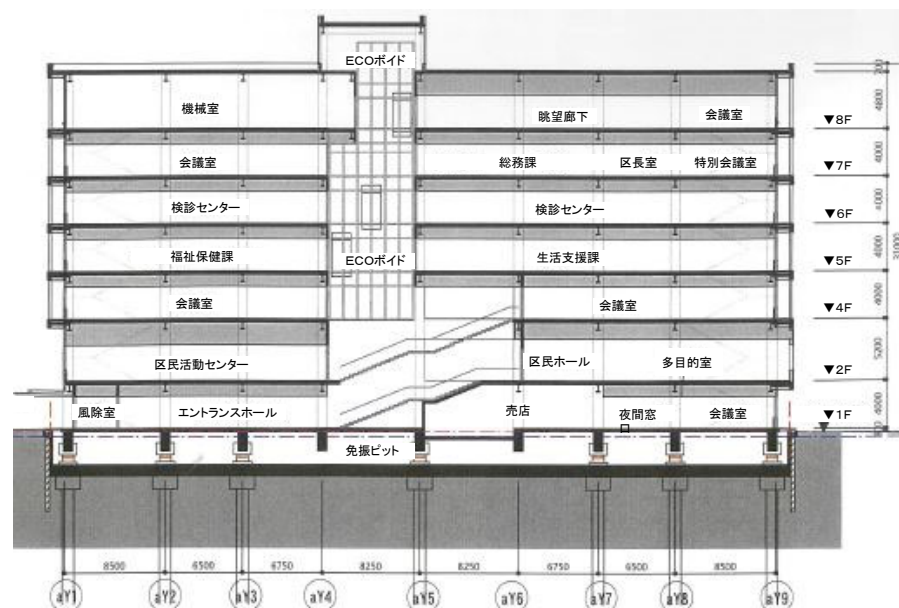 ECOボイド
機械室
眺望廊下 会議室
会議室 総務課 区長室 特別会議室
検診センター 検診センター
福祉保健課 ECOボイド 生活支援課
会議室 会議室
区民活動センター 区民ホール 多目的室
風除室 エントランスホール 売店 夜間窓口 会議室
免振ピット
▼8F
▼7F
▼6F
▼5F
▼4F
▼2F
▼1F
700
4800
4000
4000
4000
4000
5200
4000
31000
8500 6500 6750 8250 8250 6750 6500 8500
aY1 aY2 aY3 aY4 aY5 aY6 aY7 aY8 aY9